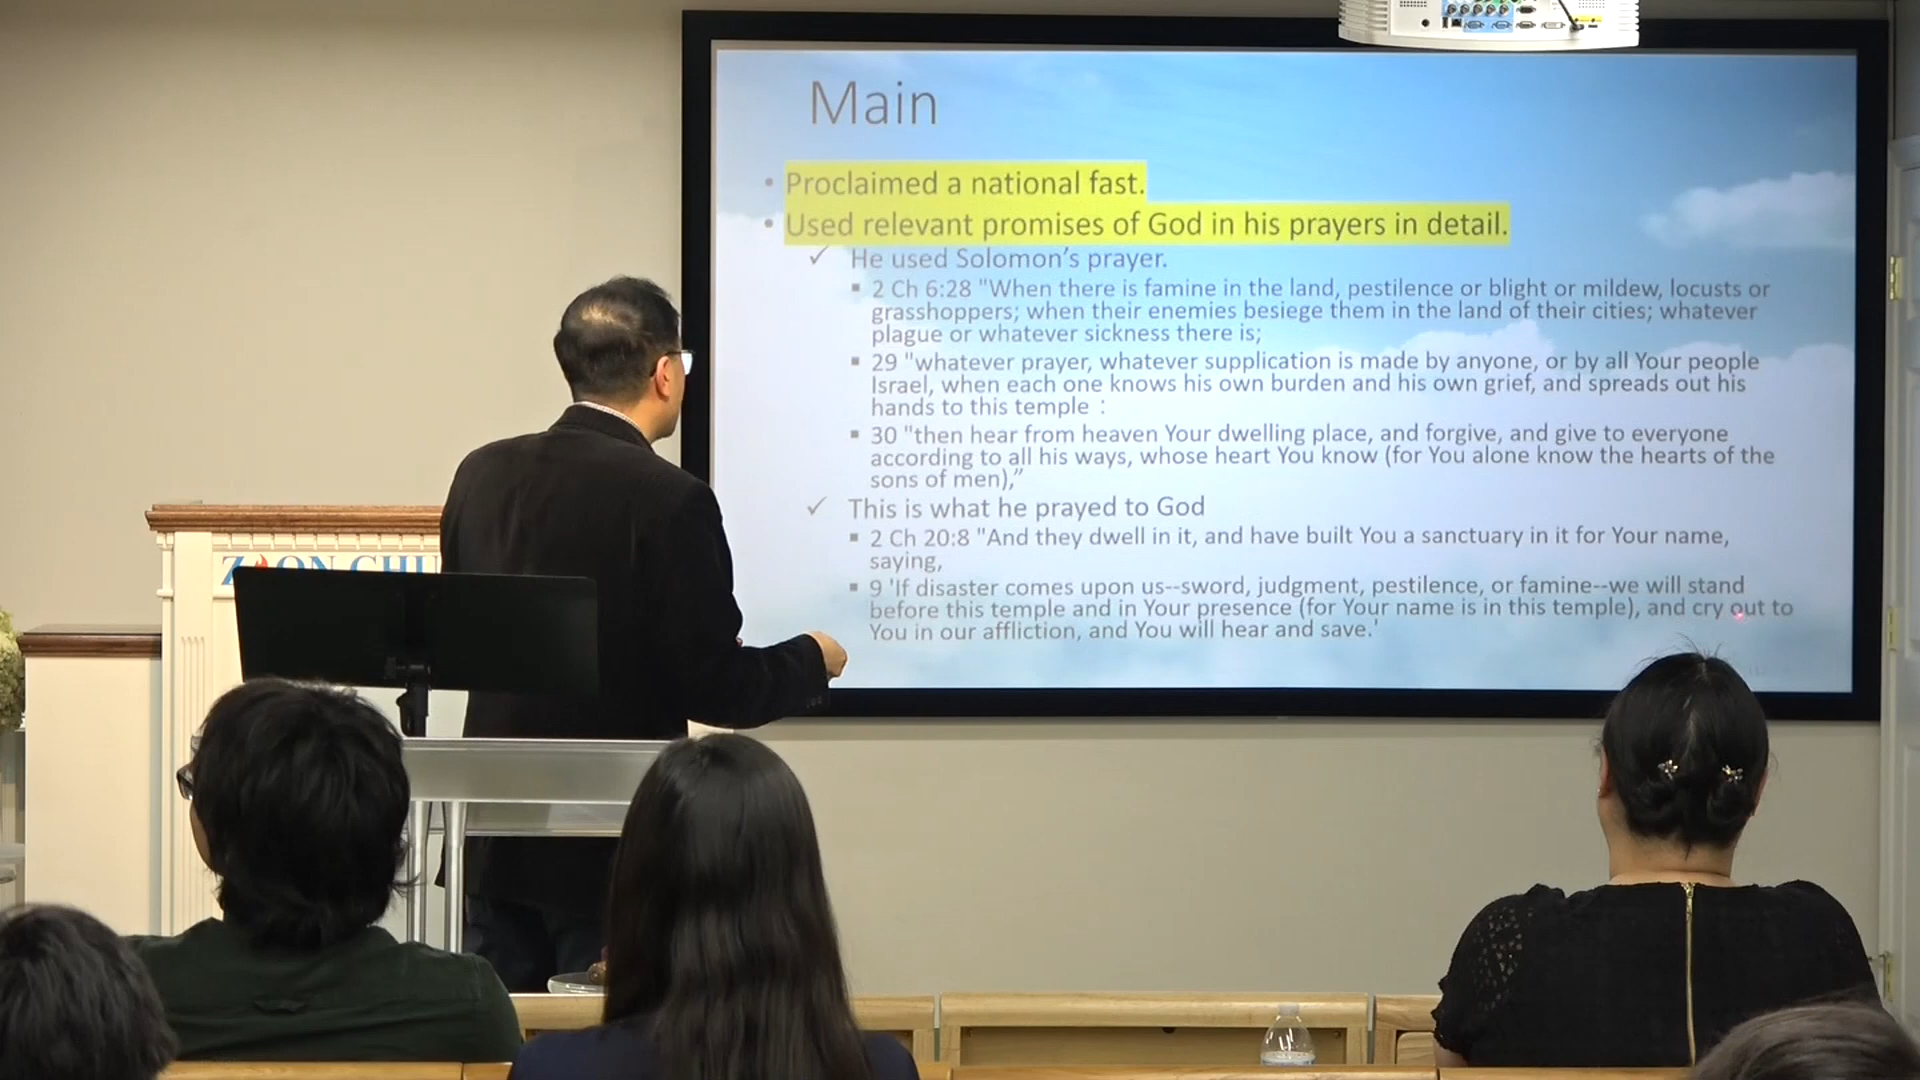 Main
• Proclaimed a national fast.
• Used relevant promises of God in his prayers in detail.
✓ He used Solomon's prayer.
▪ 2 Ch 6:28 "When there is famine in the land, pestilence or blight or mildew, locusts or
grasshoppers; when their enemies besiege them in the land of their cities; whatever
plague or whatever sickness there is;
▪ 29 "whatever prayer, whatever supplication is made by anyone, or by all Your people
Israel, when each one knows his own burden and his own grief, and spreads out his
hands to this temple :
▪ 30 "then hear from heaven Your dwelling place, and forgive, and give to everyone
according to all his ways, whose heart You know (for You alone know the hearts of the
sons of men),”
✓ This is what he prayed to God
▪ 2 Ch 20:8 "And they dwell in it, and have built You a sanctuary in it for Your name,
saying,
▪ 9 'If disaster comes upon us--sword, judgment, pestilence, or famine--we will stand
before this temple and in Your presence (for Your name is in this temple), and cry out to
You in our affliction, and You will hear and save.'
ZION CHU